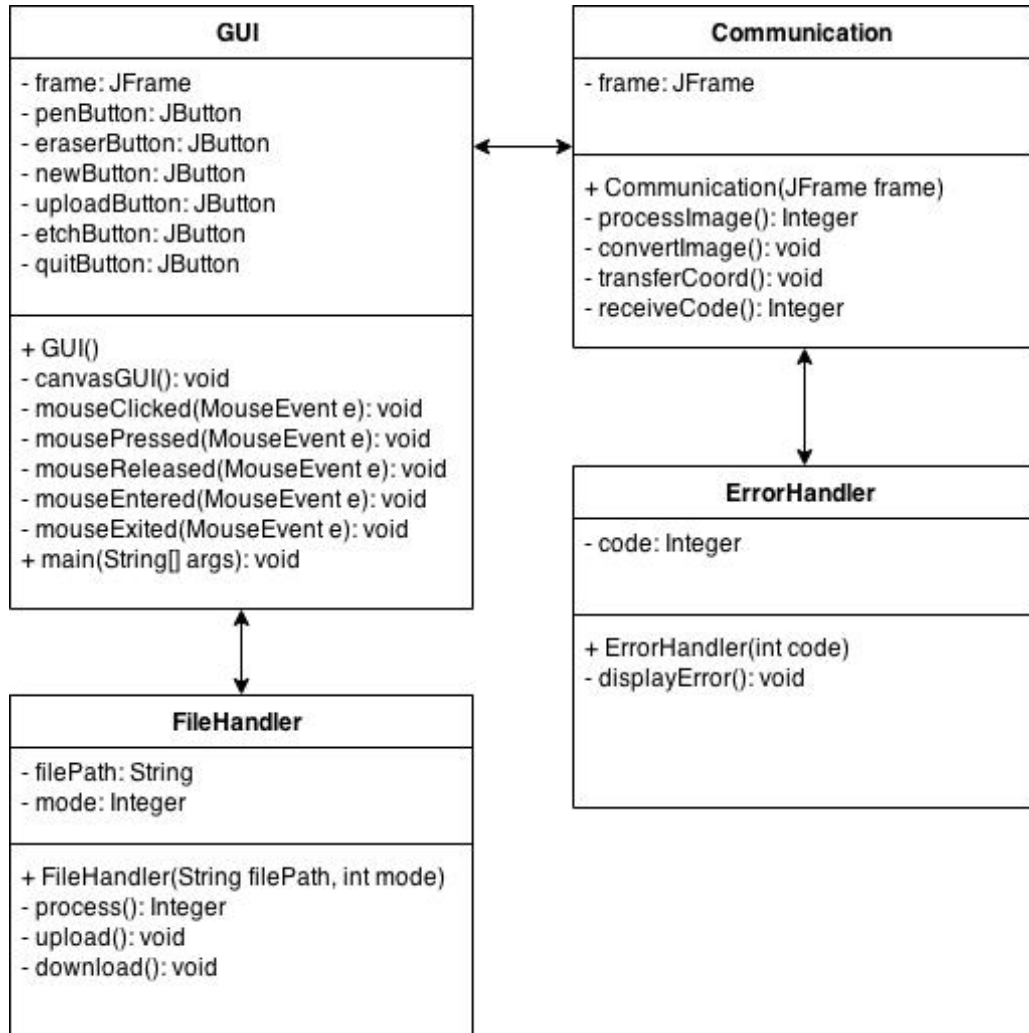 GUI
- frame: JFrame
- penButton: JButton
- eraserButton: JButton
- newButton: JButton
- uploadButton: JButton
- etchButton: JButton
- quitButton: JButton
+ GUI()
- canvasGUI(): void
- mouseClicked(MouseEvent e): void
- mousePressed(MouseEvent e): void
- mouseReleased(MouseEvent e): void
- mouseEntered(MouseEvent e): void
- mouseExited(MouseEvent e): void
+ main(String[] args): void
Communication
- frame: JFrame
+ Communication(JFrame frame)
- processImage(): Integer
- convertImage(): void
- transferCoord(): void
- receiveCode(): Integer
ErrorHandler
- code: Integer
+ ErrorHandler(int code)
- displayError(): void
FileHandler
- filePath: String
- mode: Integer
+ FileHandler(String filePath, int mode)
- process(): Integer
- upload(): void
- download(): void